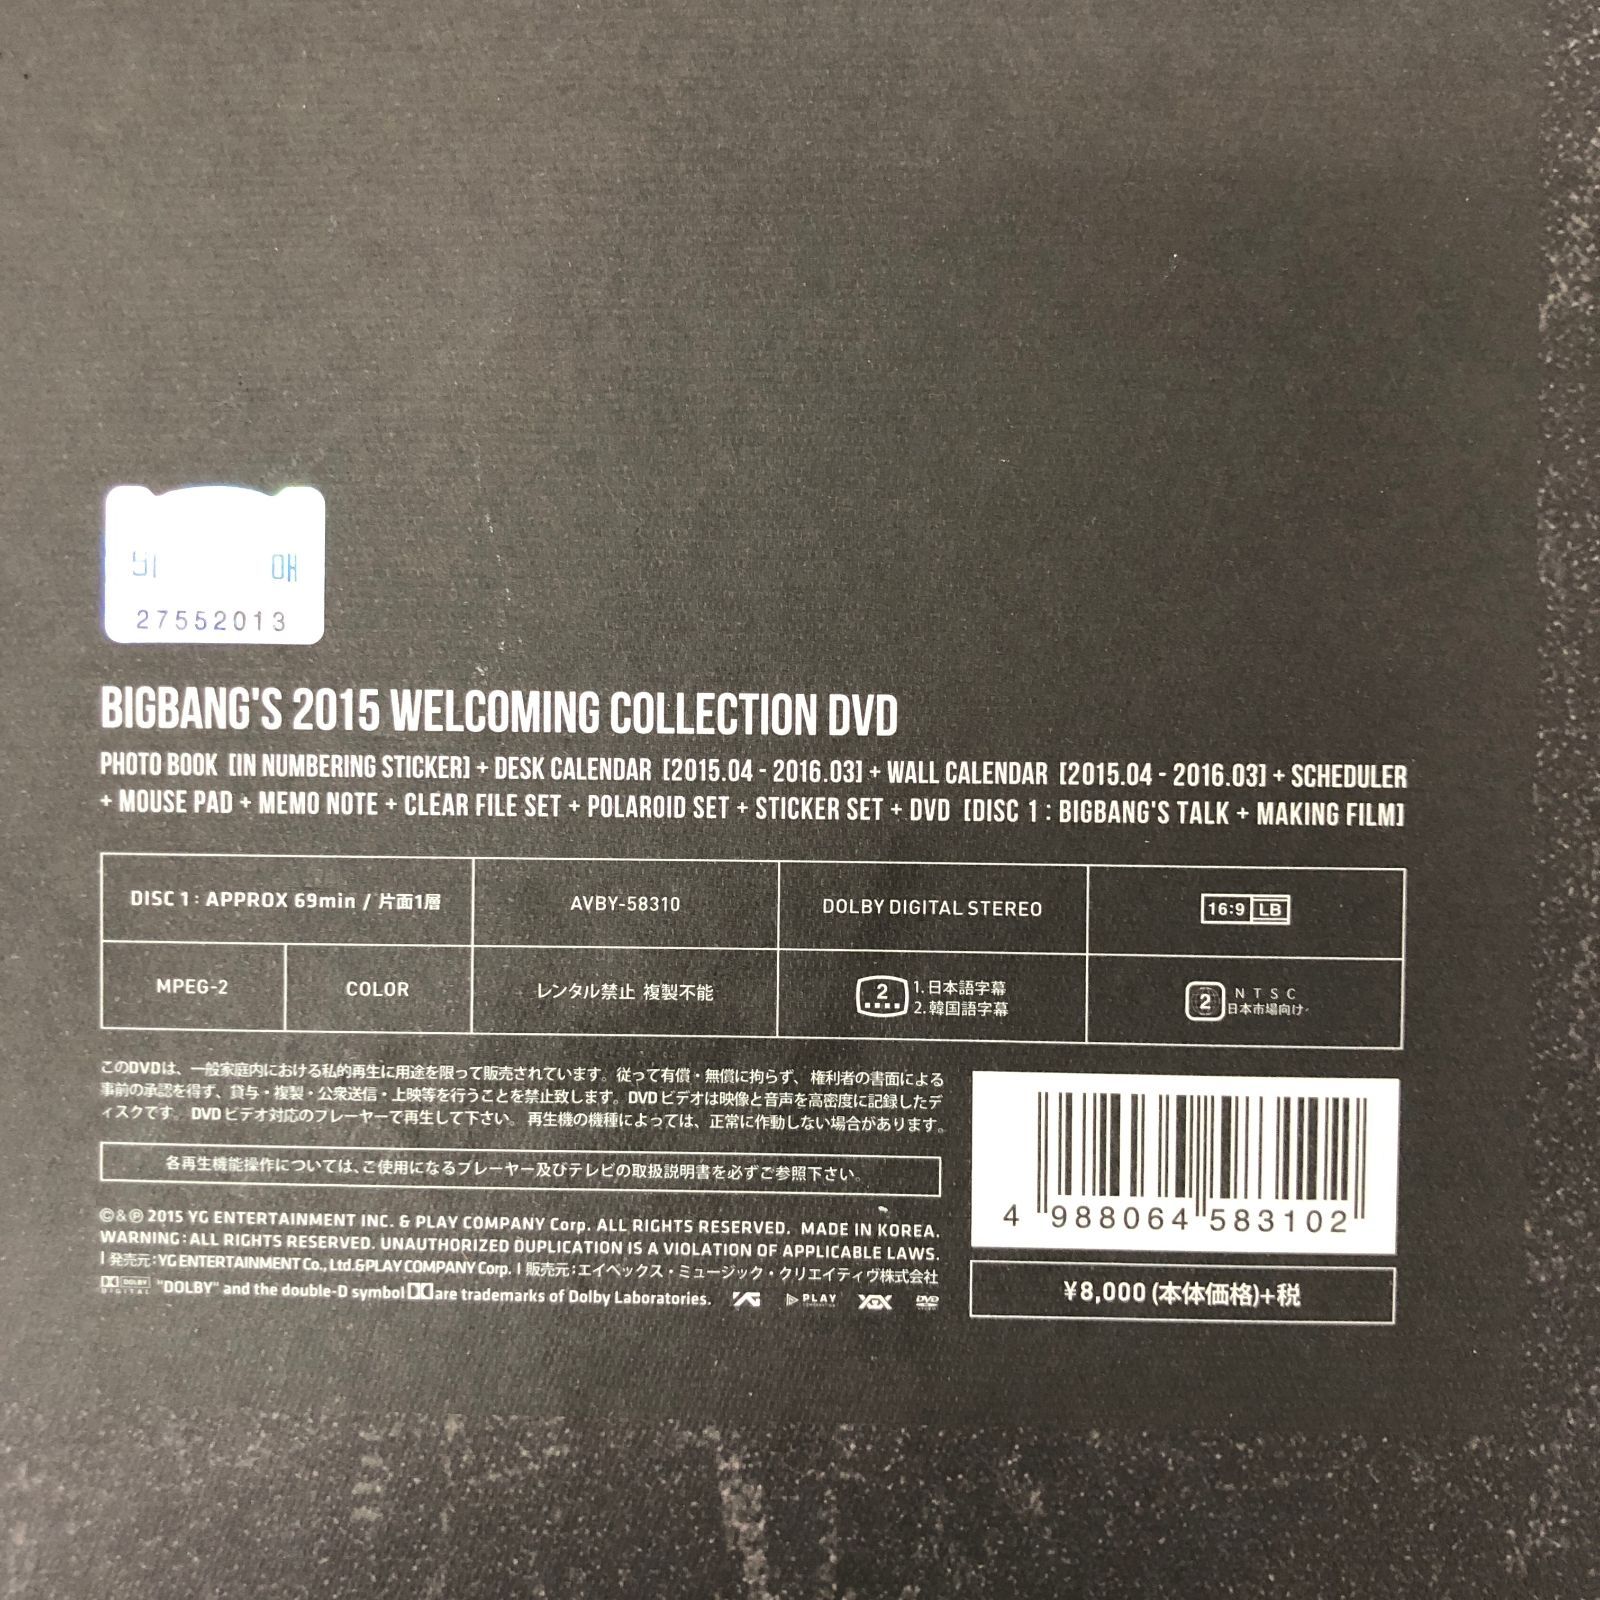 27552013
BIGBANG'S 2015 WELCOMING COLLECTION DVD
PHOTO BOOK [IN NUMBERING STICKER] + DESK CALENDAR [2015.04 - 2016.03] + WALL CALENDAR [2015.04 - 2016.03] + SCHEDULER
+ MOUSE PAD + MEMO NOTE + CLEAR FILE SET + POLAROID SET + STICKER SET + DVD [DISC 1 : BIGBANG'S TALK + MAKING FILM]
DISC 1 : APPROX 69min / 片面1層
AVBY-58310
DOLBY DIGITAL STEREO
16:9 LB
MPEG-2
COLOR
レンタル禁止 複製不能
2
1. 日本語字幕
2. 韓国語字幕
2
NTSC
日本市場向け
このDVDは、一般家庭内における私的再生に用途を限って販売されています。従って有償・無償に拘らず、権利者の書面による
事前の承認を得ず、貸与・複製・公衆送信・上映等を行うことを禁止致します。DVDビデオは映像と音声を高密度に記録したデ
ィスクです。DVDビデオ対応のプレーヤーで再生して下さい。再生機の機種によっては、正常に作動しない場合があります。
各再生機能操作については、ご使用になるプレーヤー及びテレビの取扱説明書を必ずご参照下さい。
©&℗ 2015 YG ENTERTAINMENT INC. & PLAY COMPANY Corp. ALL RIGHTS RESERVED. MADE IN KOREA.
WARNING : ALL RIGHTS RESERVED. UNAUTHORIZED DUPLICATION IS A VIOLATION OF APPLICABLE LAWS.
| 発売元 : YG ENTERTAINMENT Co., Ltd.&PLAY COMPANY Corp. | 販売元 : エイベックス・ミュージック・クリエイティヴ株式会社
DOLBY DIGITAL "DOLBY" and the double-D symbol are trademarks of Dolby Laboratories. YG PLAY DVD
4 988064 583102
¥8,000 (本体価格)+税